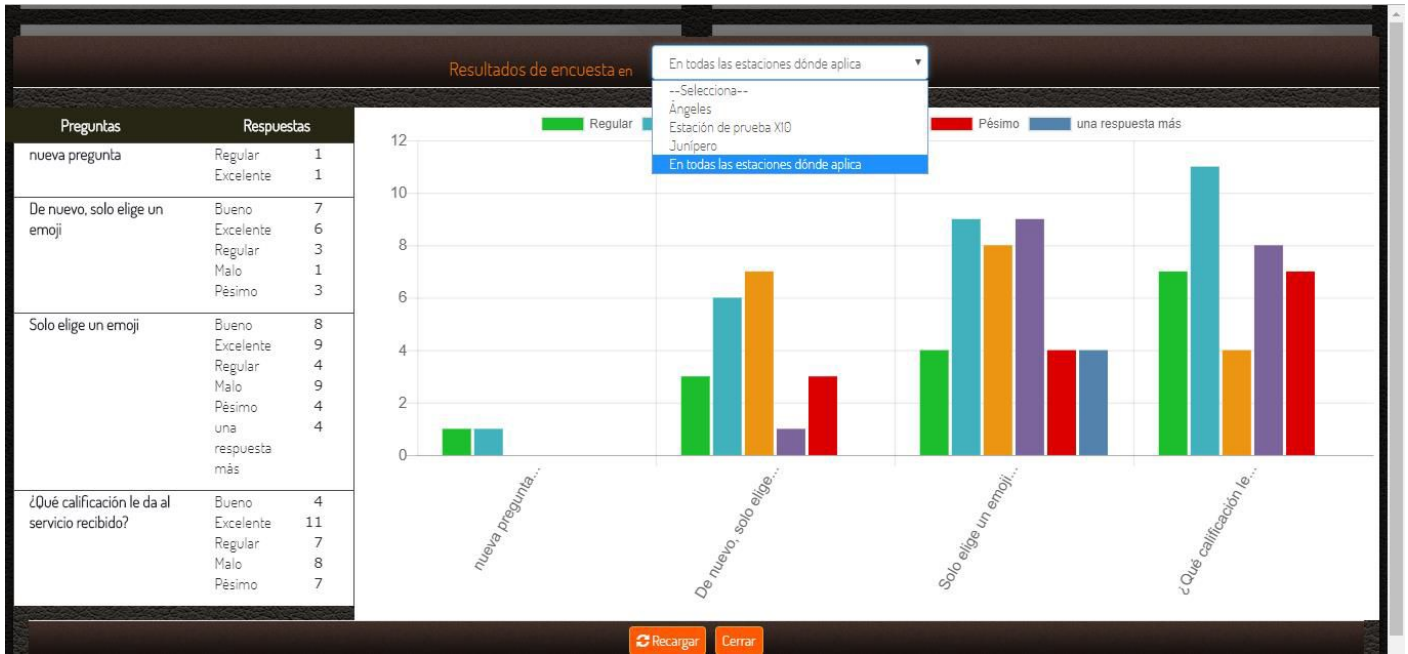 Resultados de encuesta en
En todas las estaciones dónde aplica
--Selecciona--
Ángeles
Estación de prueba X10
Junípero
En todas las estaciones dónde aplica
Preguntas Respuestas
nueva pregunta Regular 1
Excelente 1
De nuevo, solo elige un Bueno 7
emoji Excelente 6
Regular 3
Malo 1
Pésimo 3
Solo elige un emoji Bueno 8
Excelente 9
Regular 4
Malo 9
Pésimo 4
una 4
respuesta
más
¿Qué calificación le da al Bueno 4
servicio recibido? Excelente 11
Regular 7
Malo 8
Pésimo 7
Regular Pésimo una respuesta más
12
10
8
6
4
2
0
nueva pregunta...
De nuevo, solo elige...
Solo elige un emoji...
¿Qué calificación le...
Recargar Cerrar